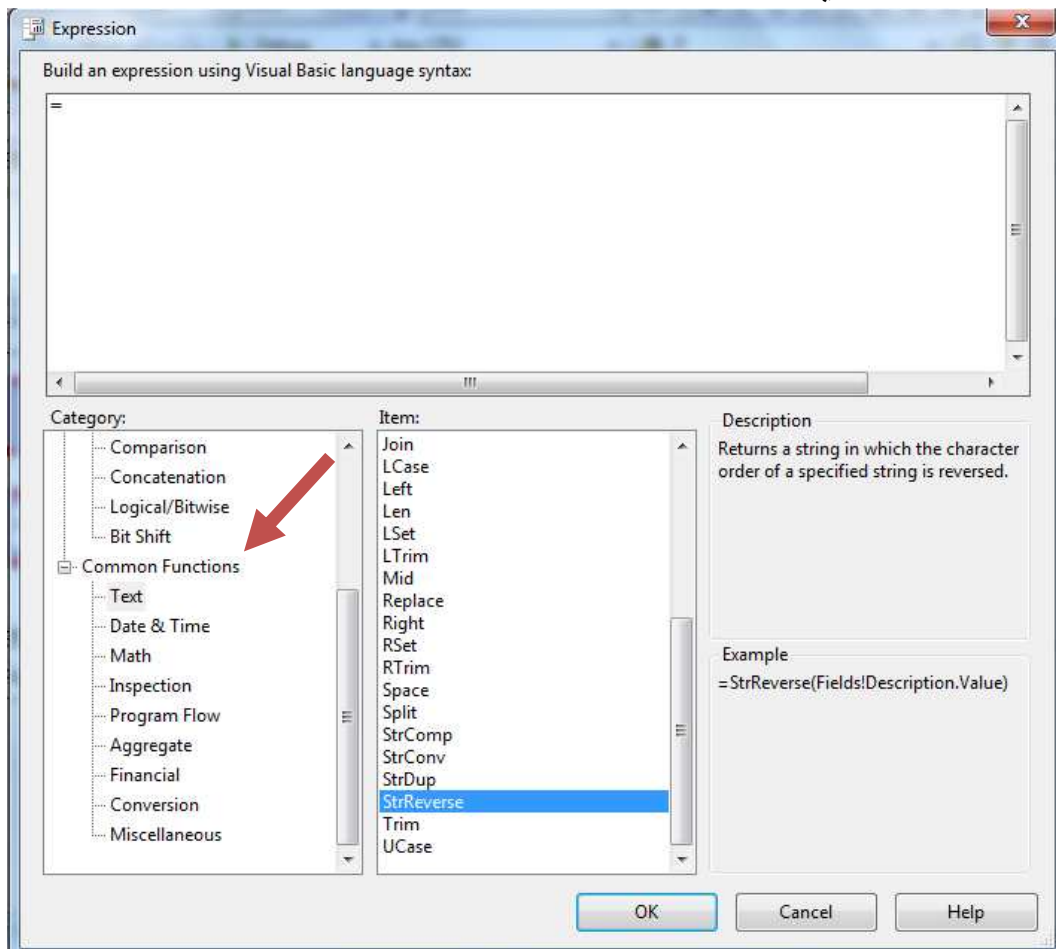 Expression
Build an expression using Visual Basic language syntax:
=
Category:
Comparison
Concatenation
Logical/Bitwise
Bit Shift
Common Functions
Text
Date & Time
Math
Inspection
Program Flow
Aggregate
Financial
Conversion
Miscellaneous
Item:
Join
LCase
Left
Len
LSet
LTrim
Mid
Replace
Right
RSet
RTrim
Space
Split
StrComp
StrConv
StrDup
StrReverse
Trim
UCase
Description
Returns a string in which the character
order of a specified string is reversed.
Example
=StrReverse(Fields!Description.Value)
OK
Cancel
Help